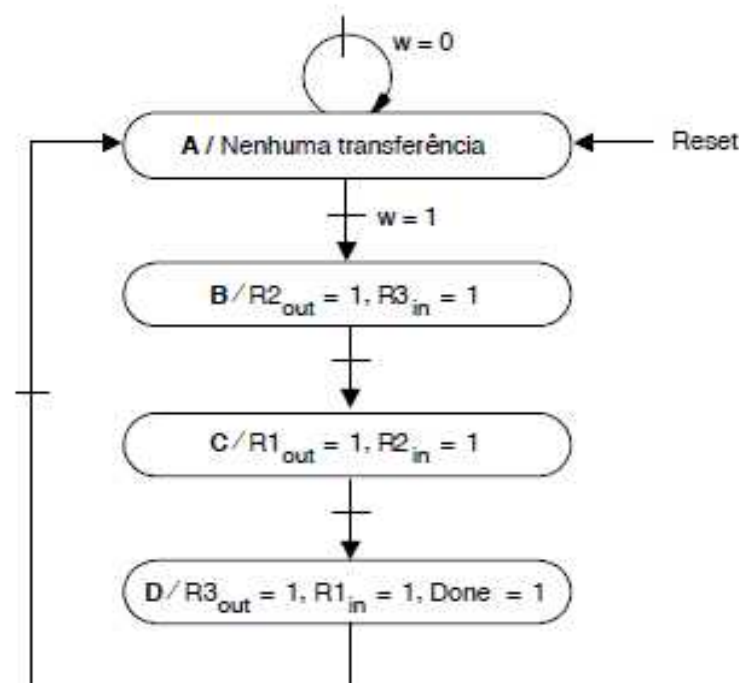 w = 0
A / Nenhuma transferência
Reset
w = 1
B / R2out = 1, R3in = 1
C / R1out = 1, R2in = 1
D / R3out = 1, R1in = 1, Done = 1